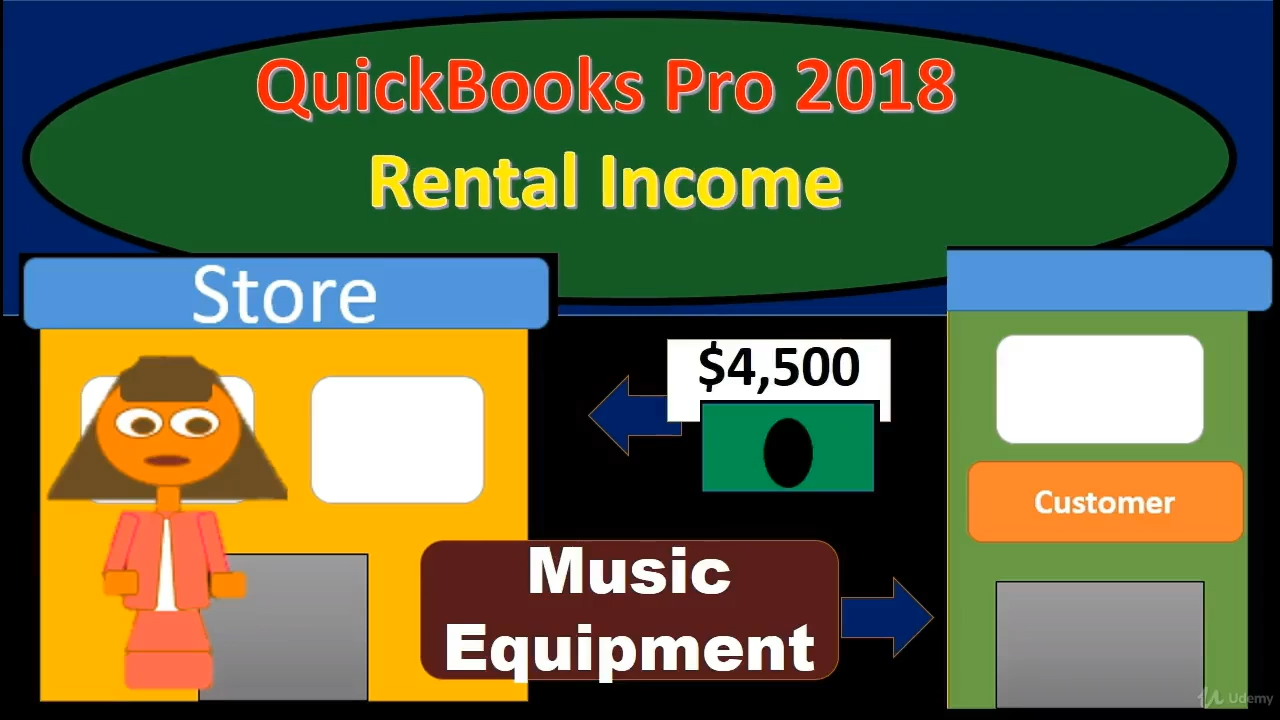 QuickBooks Pro 2018
Rental Income
Store
$4,500
Customer
Music
Equipment
Udemy